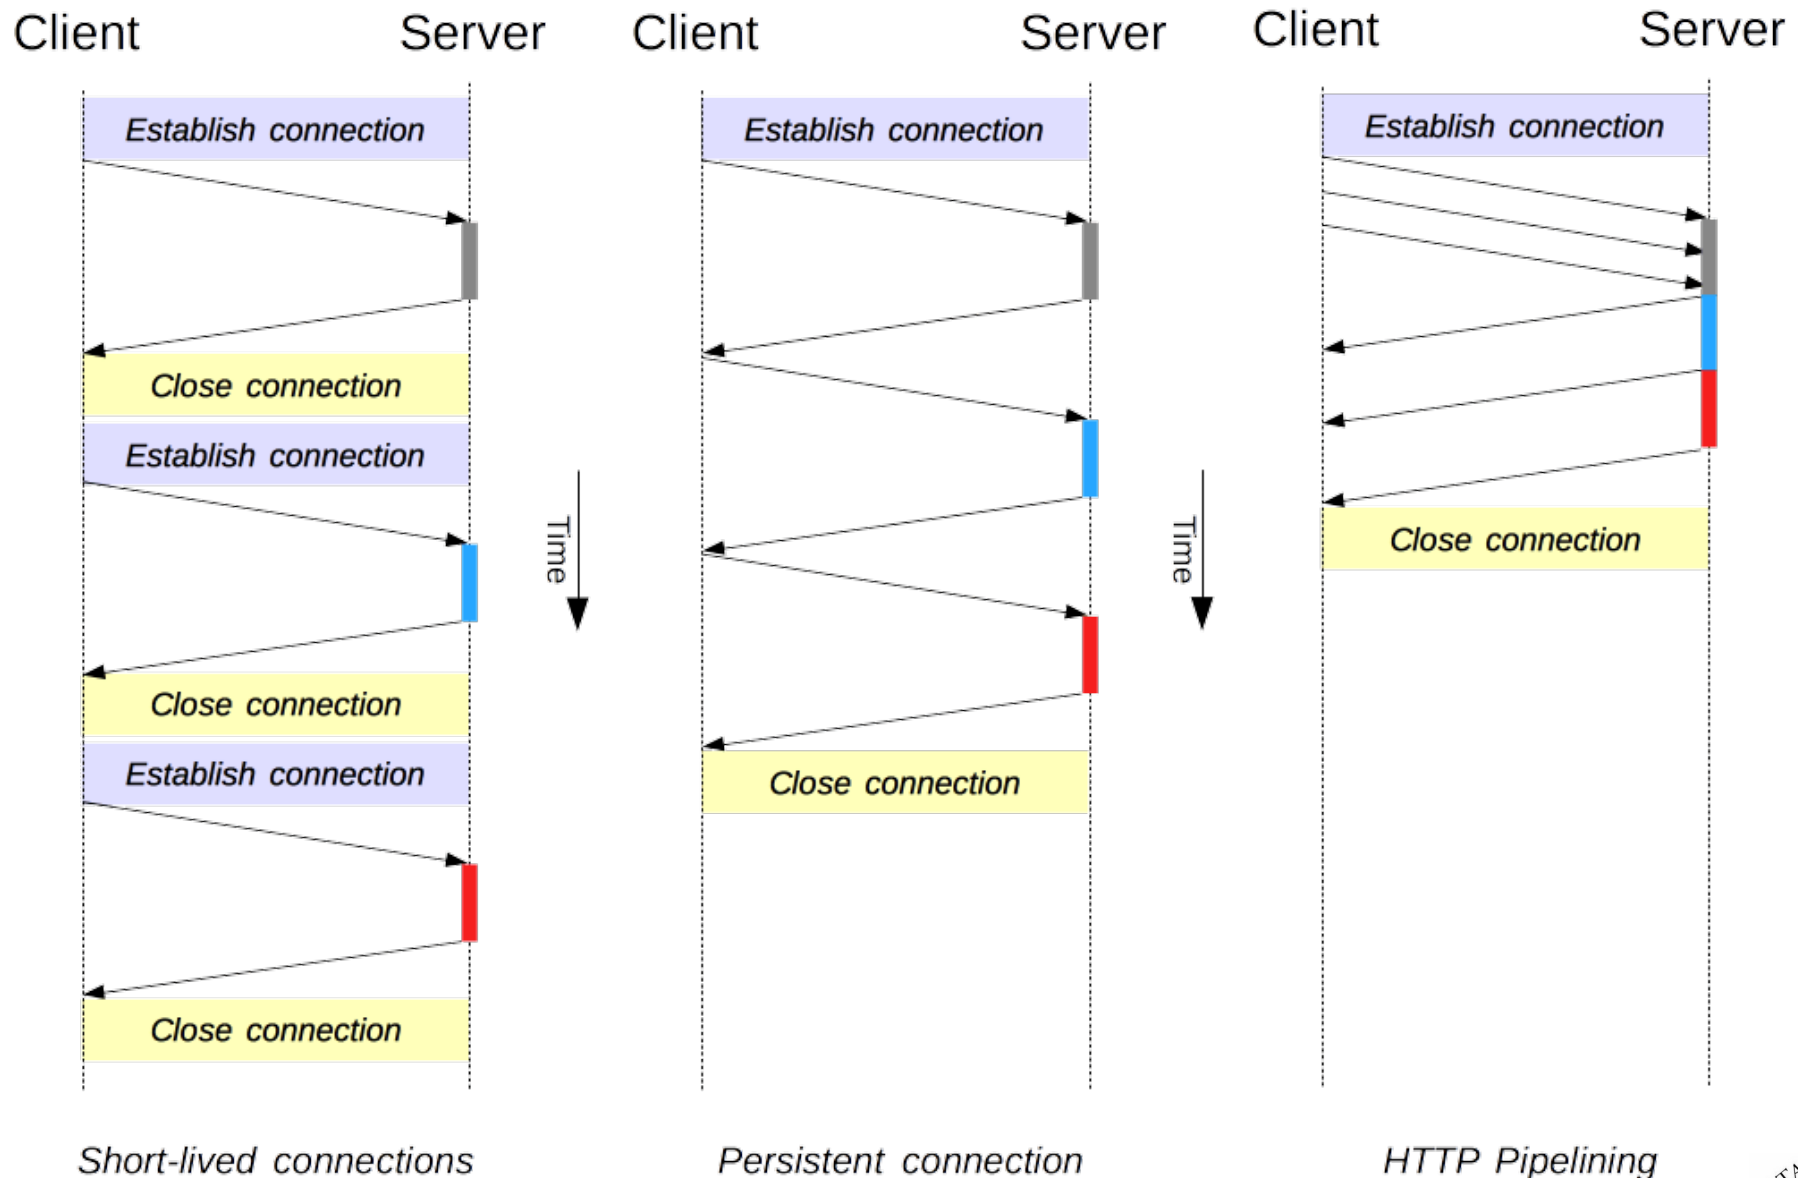 Client Server Client Server Client Server
Establish connection Establish connection Establish connection
Close connection
Establish connection
Time Time
Close connection
Close connection
Establish connection
Close connection
Close connection
Short-lived connections Persistent connection HTTP Pipelining